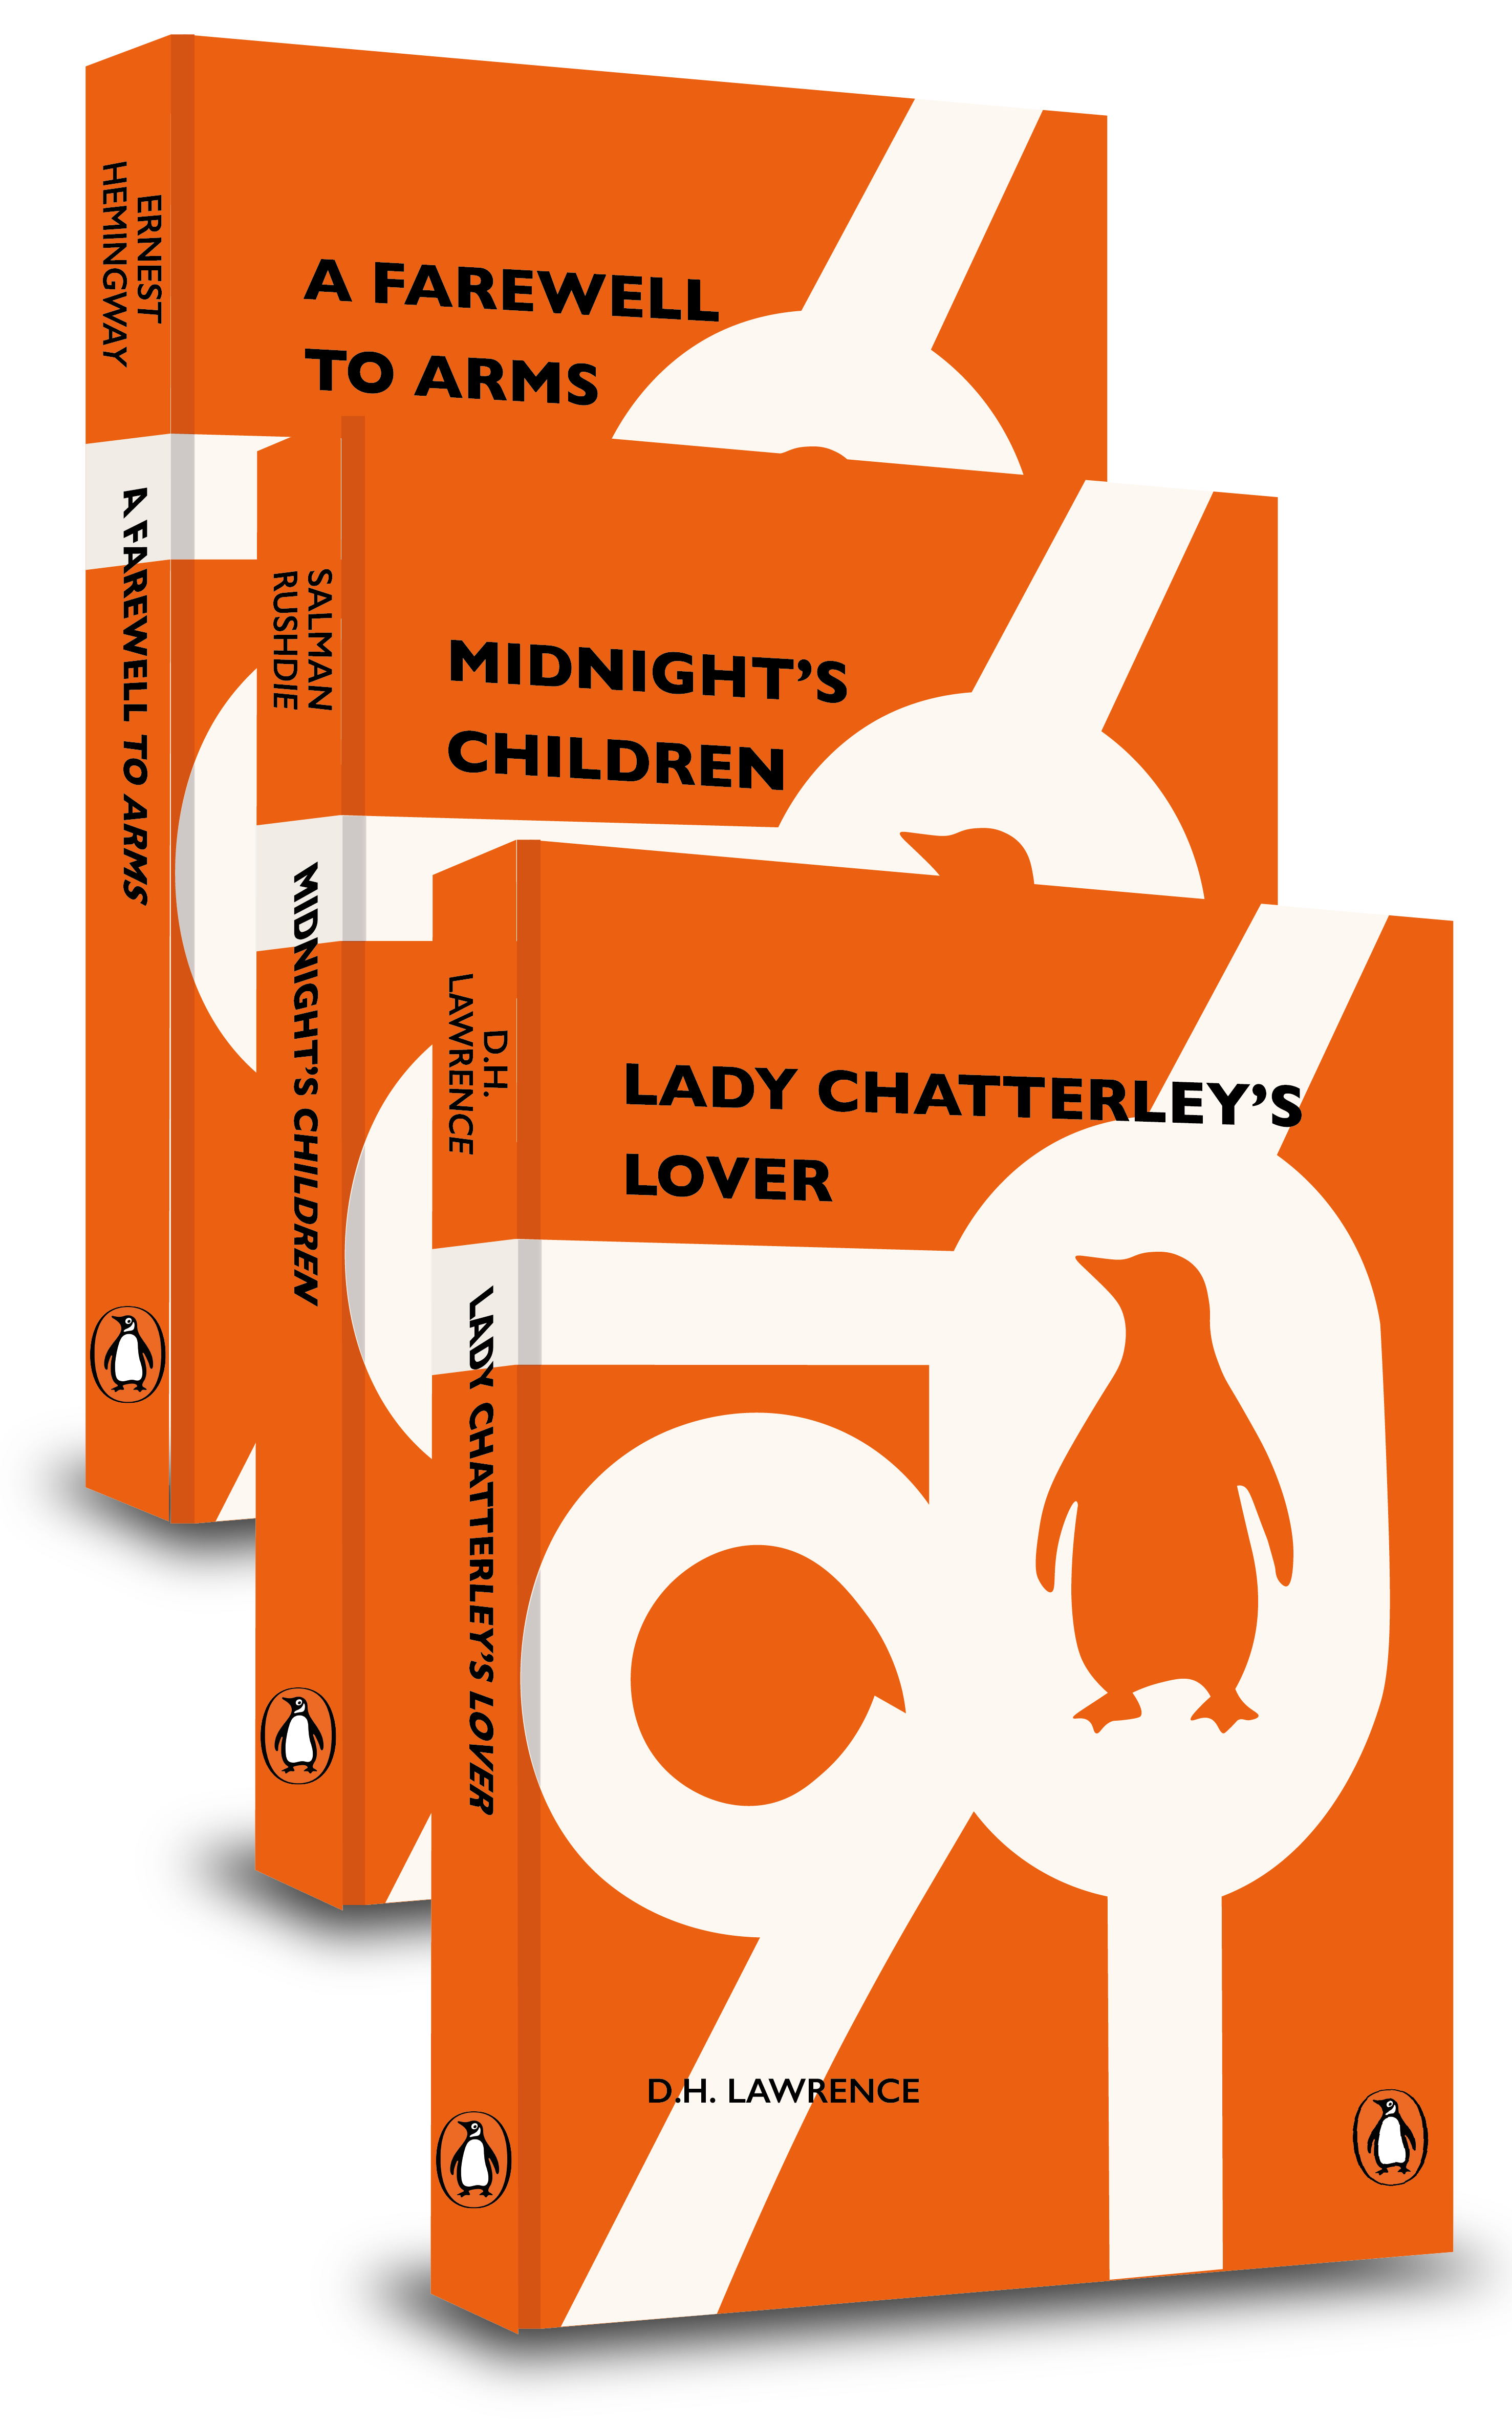 ERNEST
HEMINGWAY
A FAREWELL TO ARMS
A FAREWELL
TO ARMS
SALMAN
RUSHDIE
MIDNIGHT'S CHILDREN
MIDNIGHT’S
CHILDREN
D.H.
LAWRENCE
LADY CHATTERLEY'S LOVER
LADY CHATTERLEY’S
LOVER
D.H. LAWRENCE